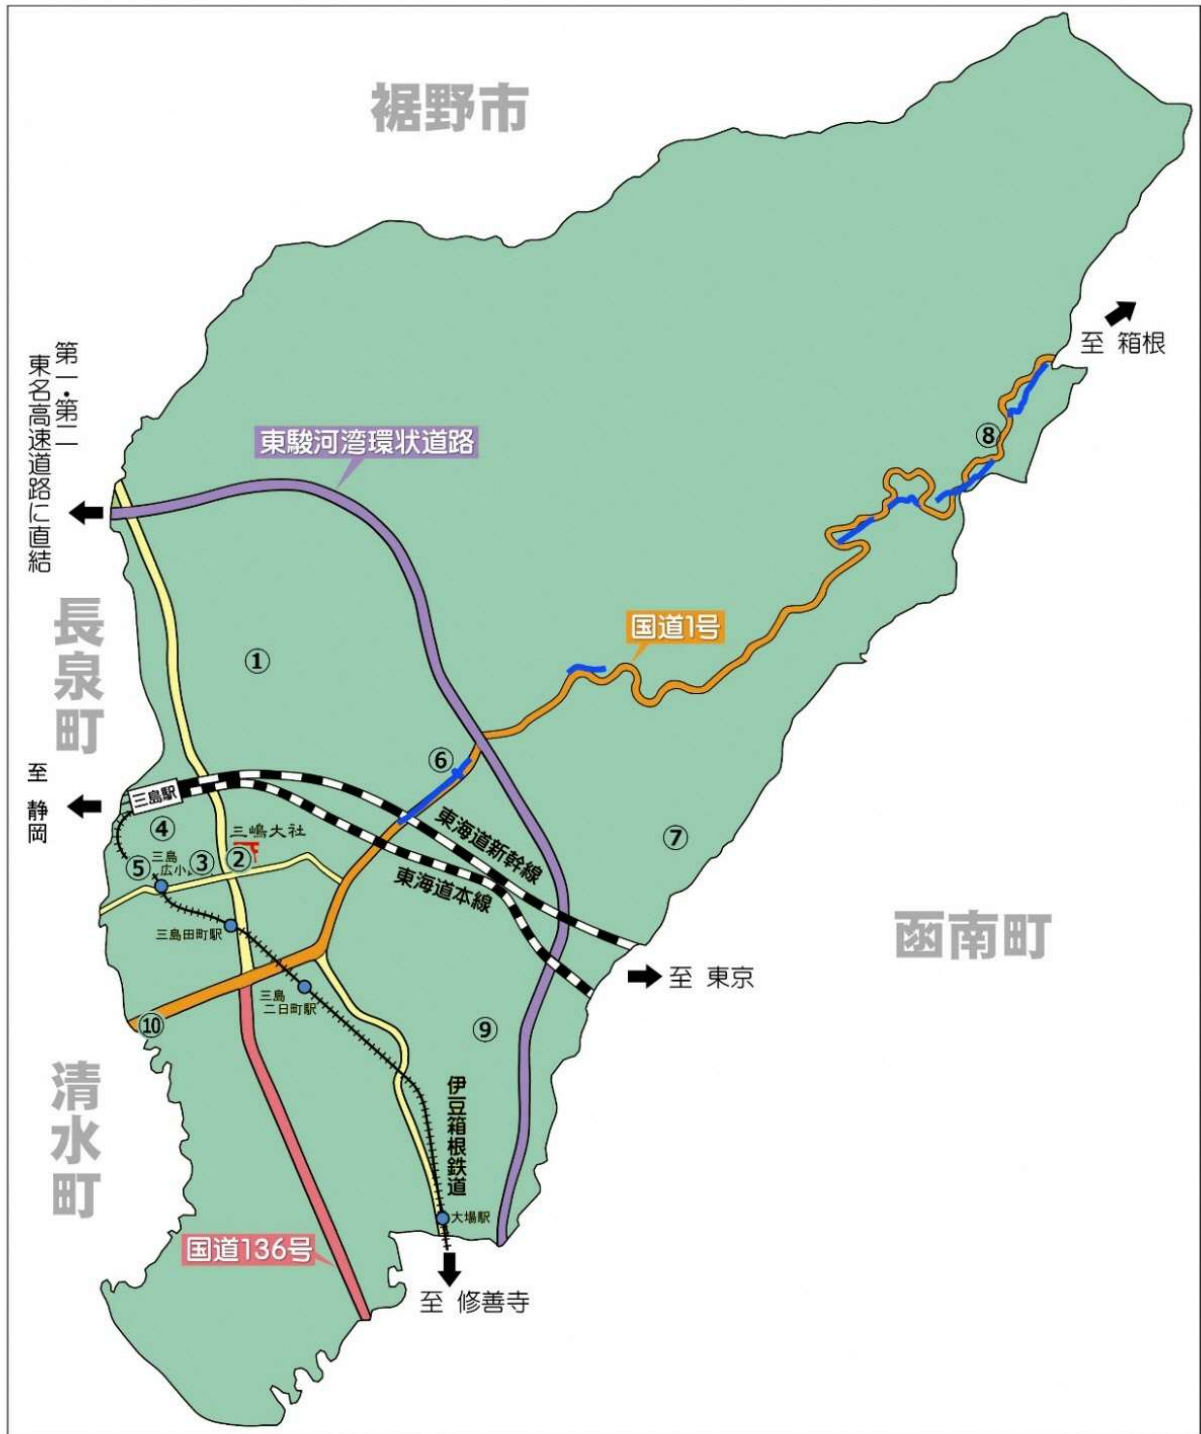 裾野市
至 箱根
第一・第二
東名高速道路に直結
東駿河湾環状道路
⑧
長泉町
国道1号
①
至 静岡
三島駅
⑥
東海道新幹線
④
三嶋大社
⑦
⑤
三島
広小
③
②
東海道本線
函南町
三島田町駅
至 東京
三島
二日町駅
⑩
⑨
清水町
伊豆箱根鉄道
大場駅
国道136号
至 修善寺